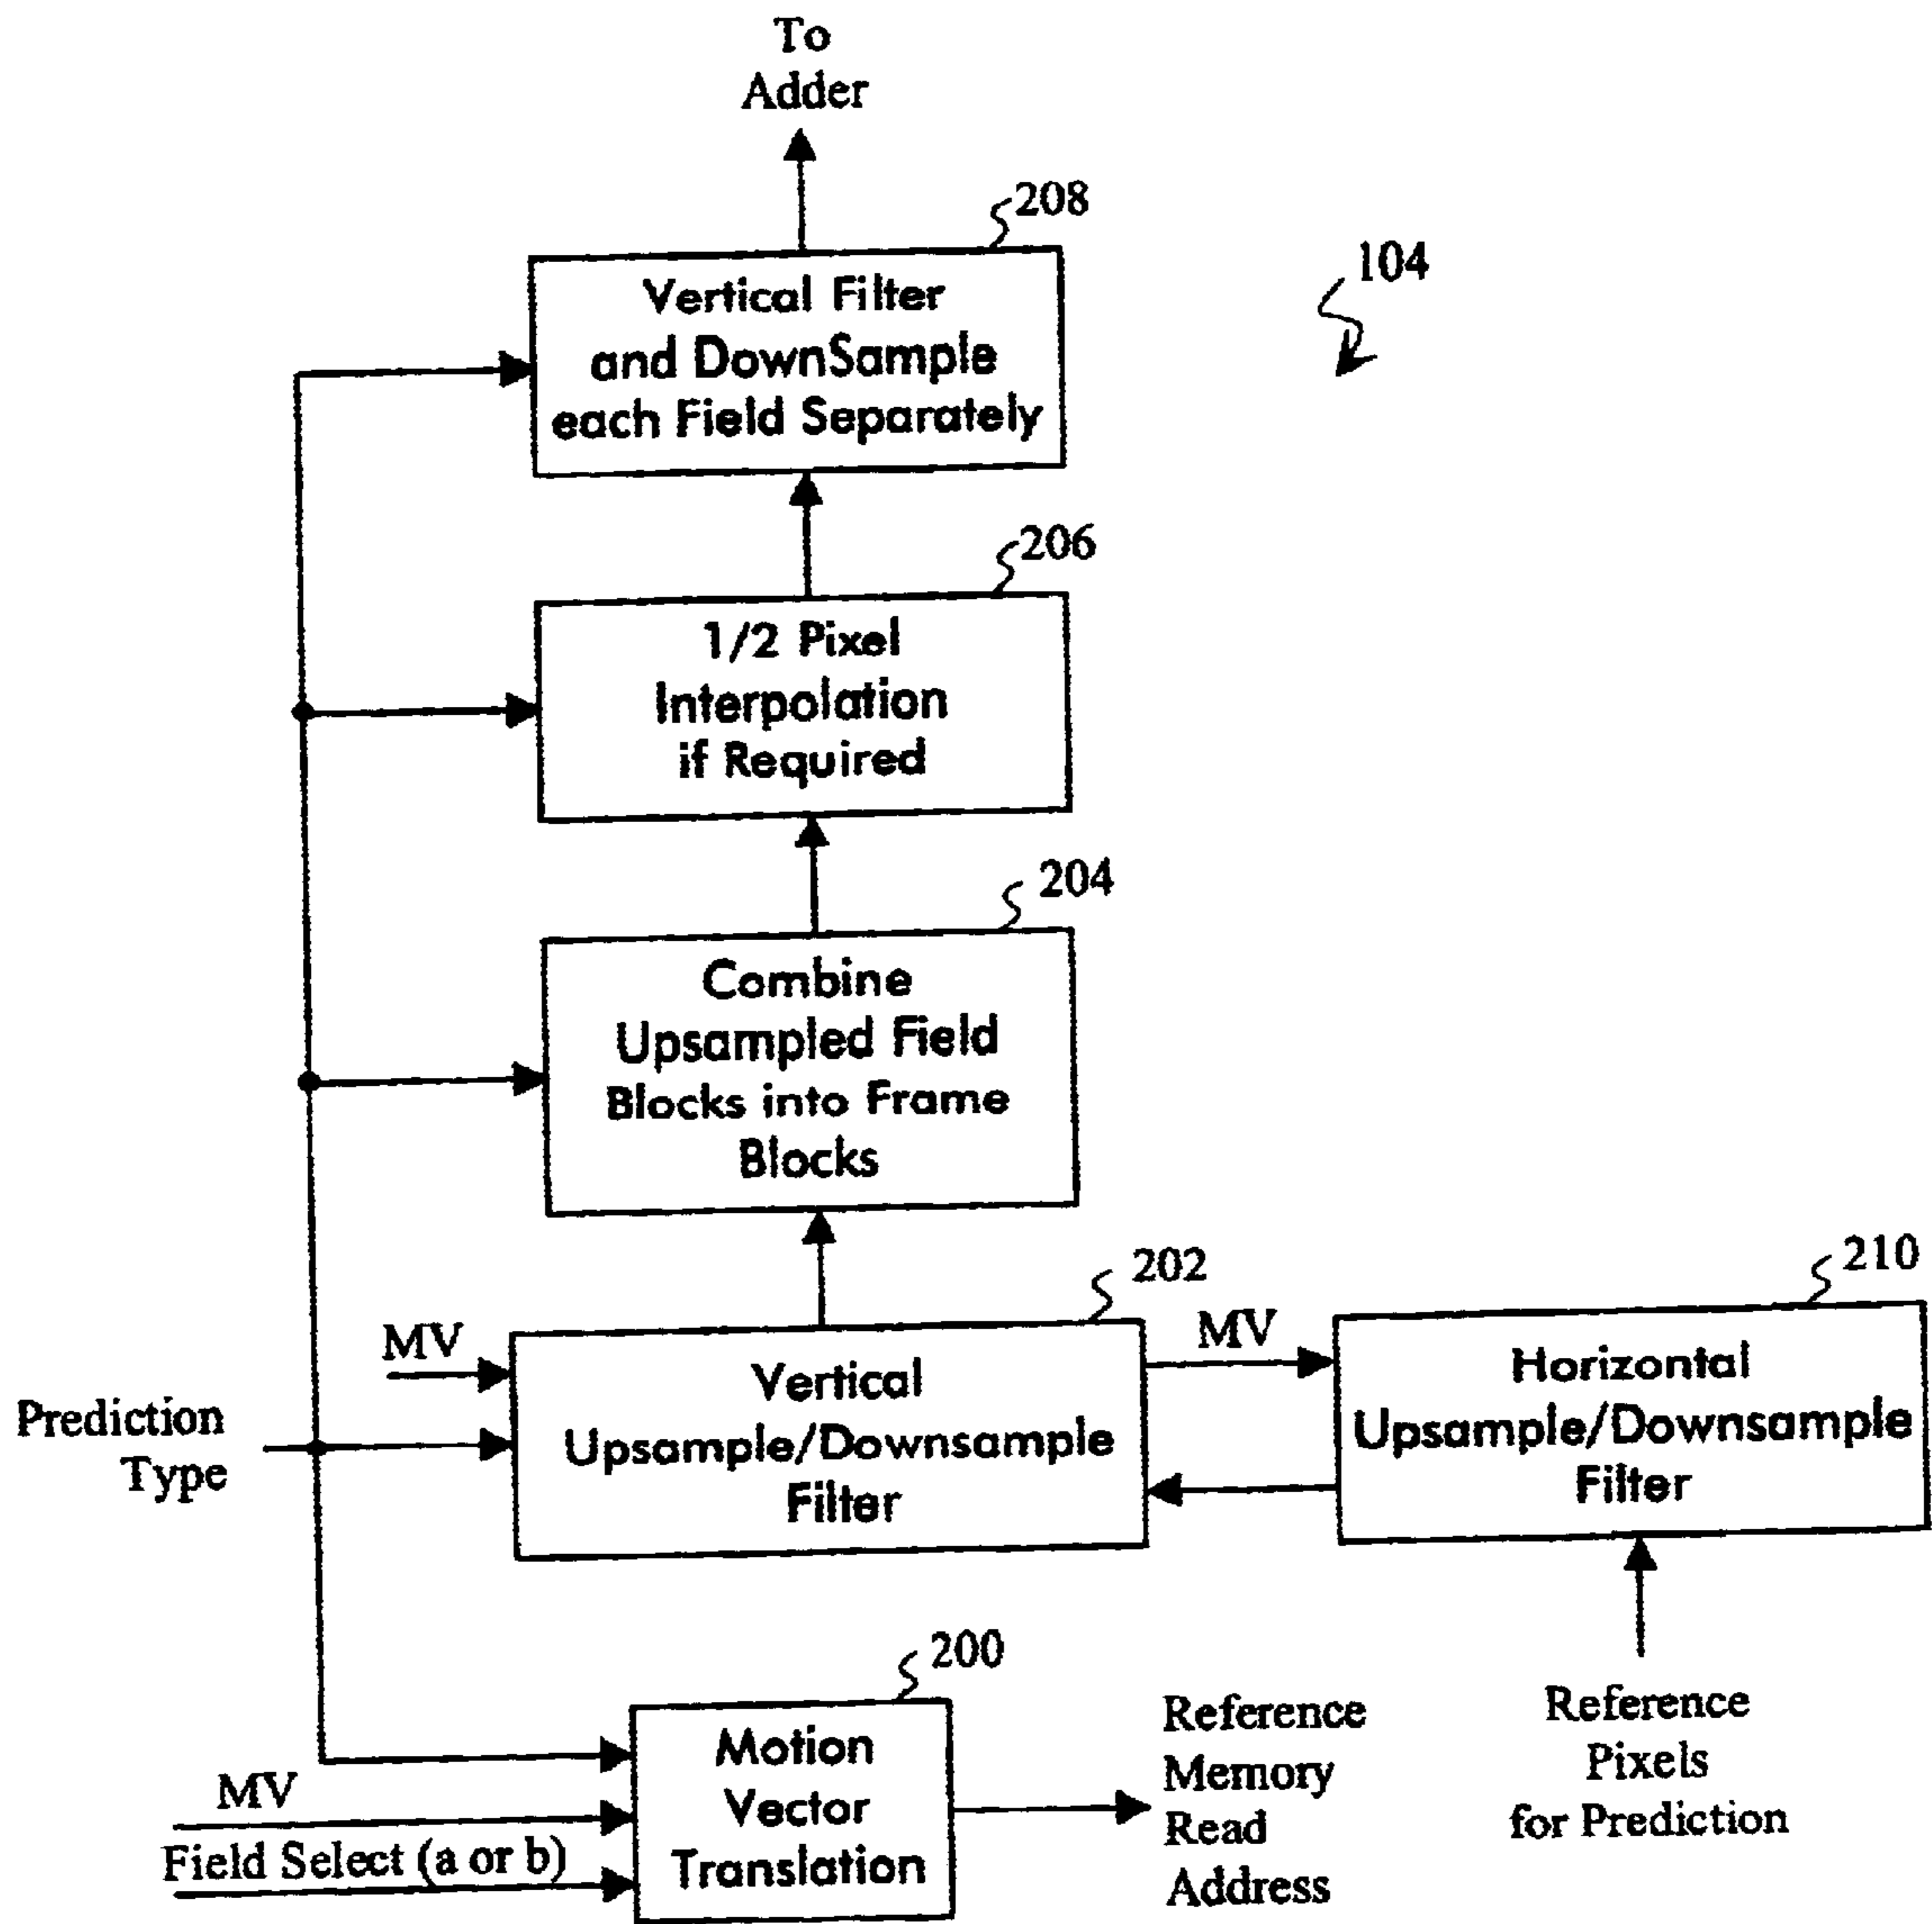 To
Adder
208
104
Vertical Filter
and DownSample
each Field Separately
206
1/2 Pixel
Interpolation
if Required
204
Combine
Upsampled Field
Blocks into Frame
Blocks
202
210
MV
MV
Vertical
Upsample/Downsample
Filter
Horizontal
Upsample/Downsample
Filter
Prediction
Type
200
Motion
Vector
Translation
MV
Field Select (a or b)
Reference
Memory
Read
Address
Reference
Pixels
for Prediction